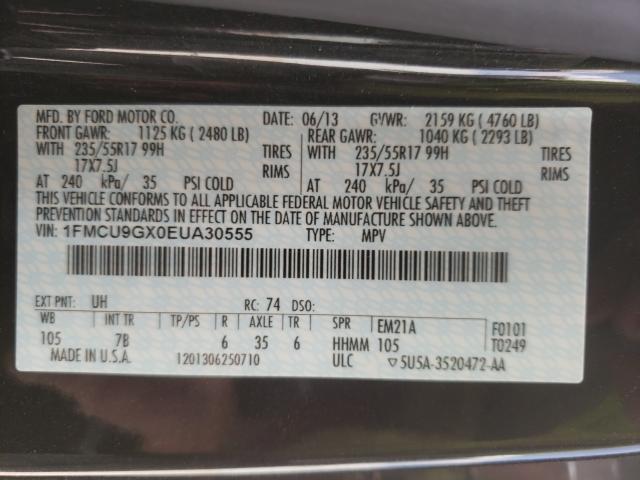 MFD. BY FORD MOTOR CO. DATE: 06/13 GVWR: 2159 KG ( 4760 LB)
FRONT GAWR: 1125 KG ( 2480 LB) REAR GAWR: 1040 KG ( 2293 LB)
WITH 235/55R17 99H TIRES WITH 235/55R17 99H TIRES
17X7.5J RIMS 17X7.5J RIMS
AT 240 kPa/ 35 PSI COLD AT 240 kPa/ 35 PSI COLD
THIS VEHICLE CONFORMS TO ALL APPLICABLE FEDERAL MOTOR VEHICLE SAFETY AND THEFT
PREVENTION STANDARDS IN EFFECT ON THE DATE OF MANUFACTURE SHOWN ABOVE.
VIN: 1FMCU9GX0EUA30555 TYPE: MPV
EXT PNT: UH RC: 74 DSO:
WB INT TR TP/PS R AXLE TR SPR EM21A F0101
105 7B 6 35 6 HHMM 105 T0249
MADE IN U.S.A. 1201306250710 ULC 5U5A-3520472-AA